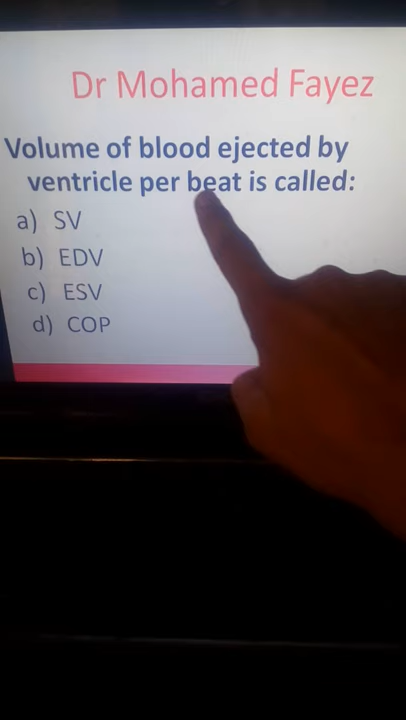 Dr Mohamed Fayez
Volume of blood ejected by
ventricle per beat is called:
a) SV
b) EDV
c) ESV
d) COP